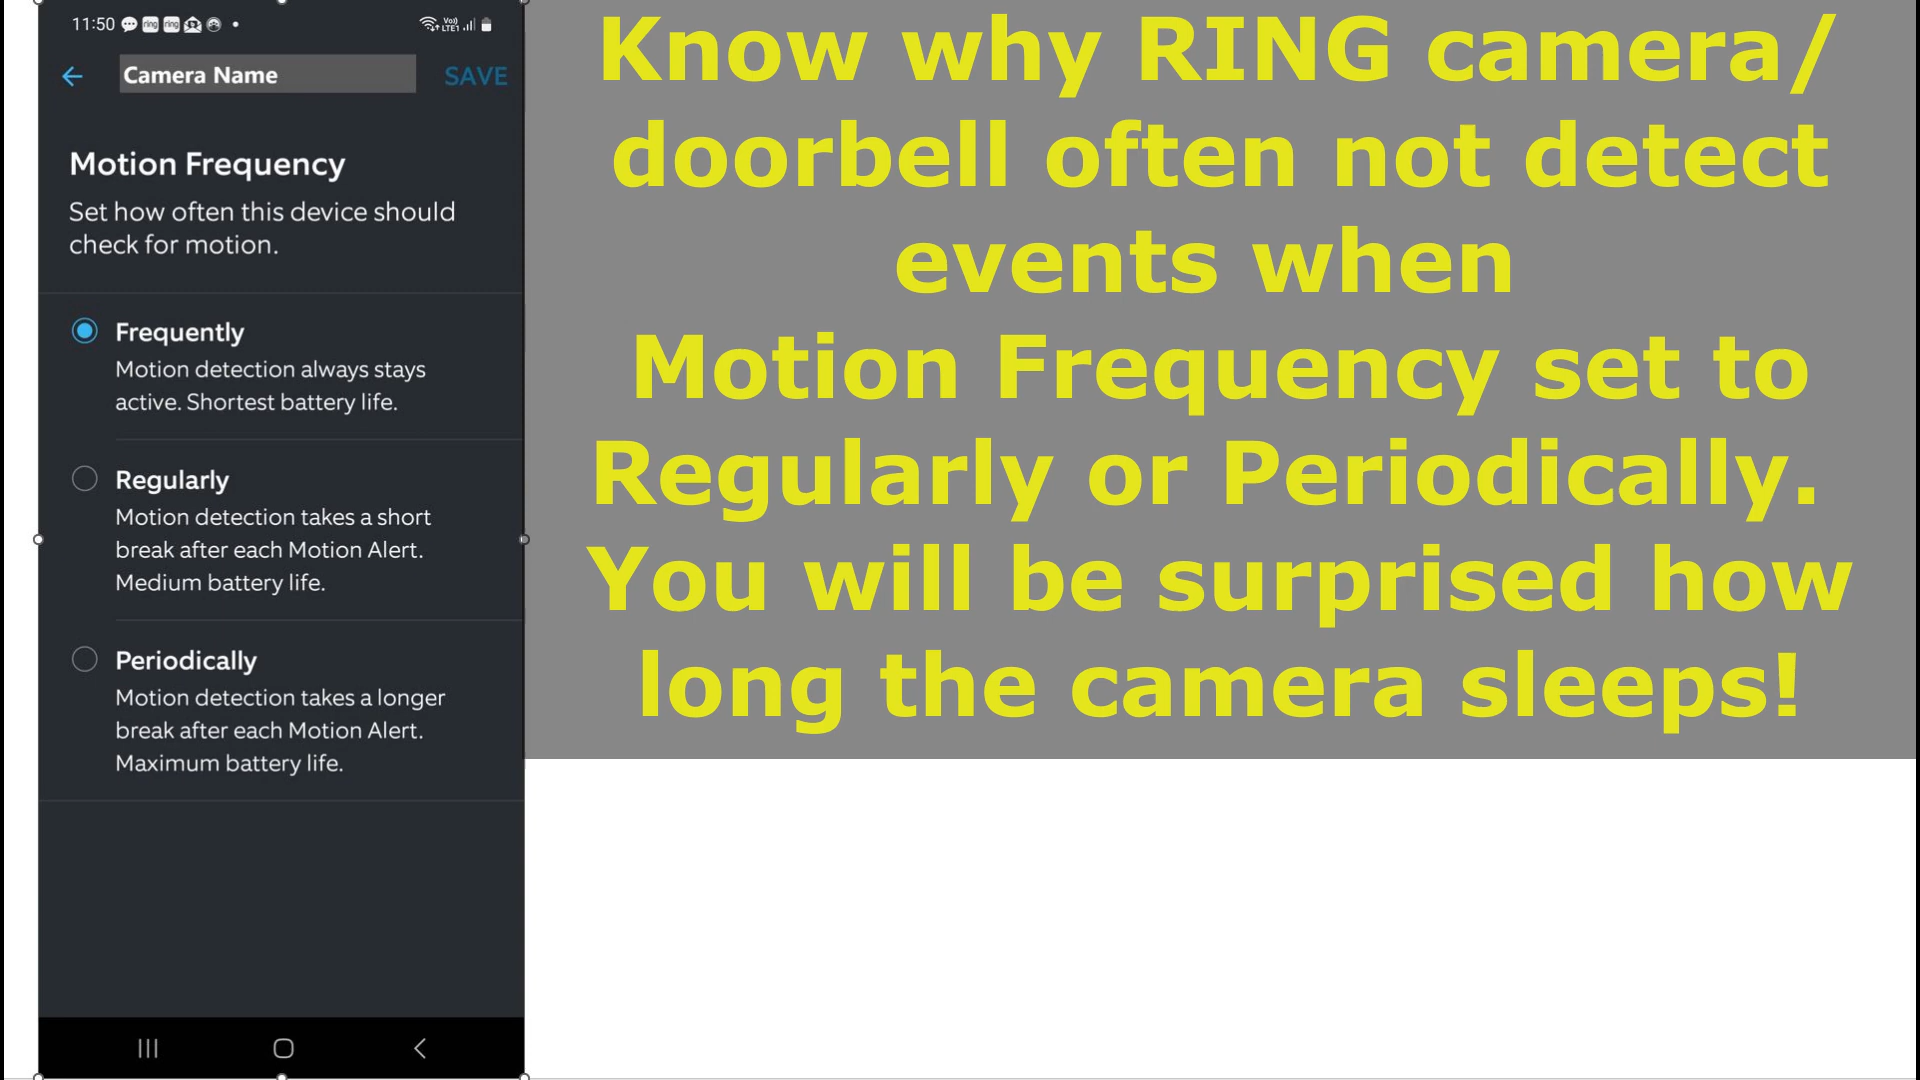 11:50
ring ring
Vo) LTE1
Camera Name
SAVE
Motion Frequency
Set how often this device should
check for motion.
Frequently
Motion detection always stays
active. Shortest battery life.
Regularly
Motion detection takes a short
break after each Motion Alert.
Medium battery life.
Periodically
Motion detection takes a longer
break after each Motion Alert.
Maximum battery life.
Know why RING camera/
doorbell often not detect
events when
Motion Frequency set to
Regularly or Periodically.
You will be surprised how
long the camera sleeps!